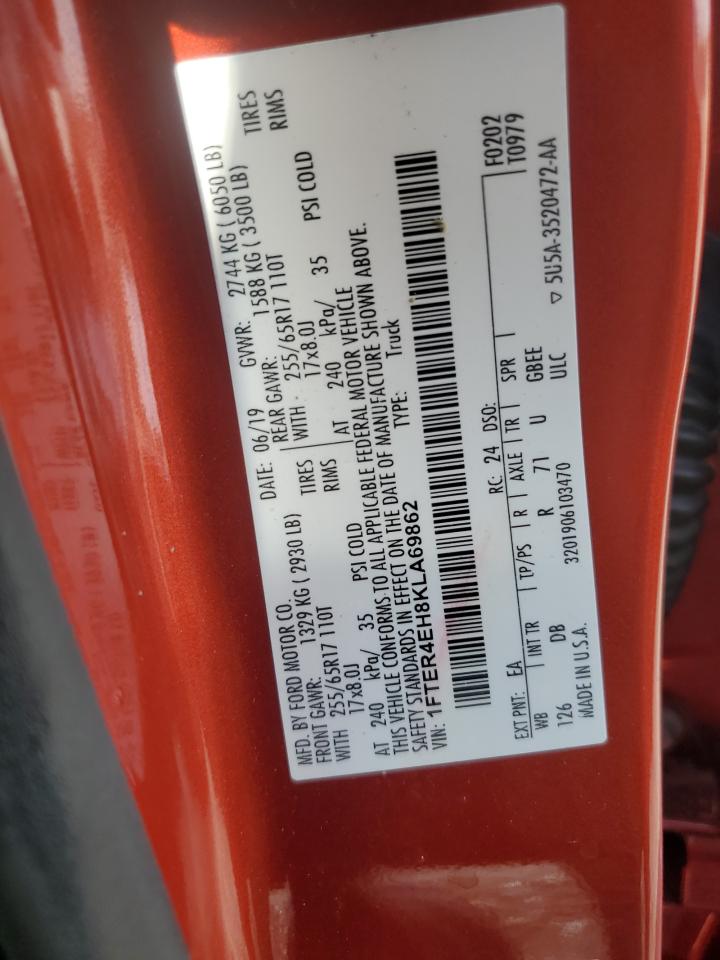 MFD. BY FORD MOTOR CO. DATE: 06/19 GVWR: 2744 KG ( 6050 LB)
FRONT GAWR: 1329 KG ( 2930 LB) REAR GAWR: 1588 KG ( 3500 LB)
WITH 255/65R17 110T TIRES WITH 255/65R17 110T TIRES
17x8.0J RIMS 17x8.0J RIMS
AT 240 kPa/ 35 PSI COLD AT 240 kPa/ 35 PSI COLD
THIS VEHICLE CONFORMS TO ALL APPLICABLE FEDERAL MOTOR VEHICLE
SAFETY STANDARDS IN EFFECT ON THE DATE OF MANUFACTURE SHOWN ABOVE.
VIN: 1FTER4EH8KLA69862 TYPE: Truck
EXT PNT: EA RC: 24 DSO: F0202
WB INT TR TP/PS R AXLE TR SPR T0979
126 DB R 71 U GBEE
MADE IN U.S.A. 3201906103470 ULC ▽ 5U5A-3520472-AA